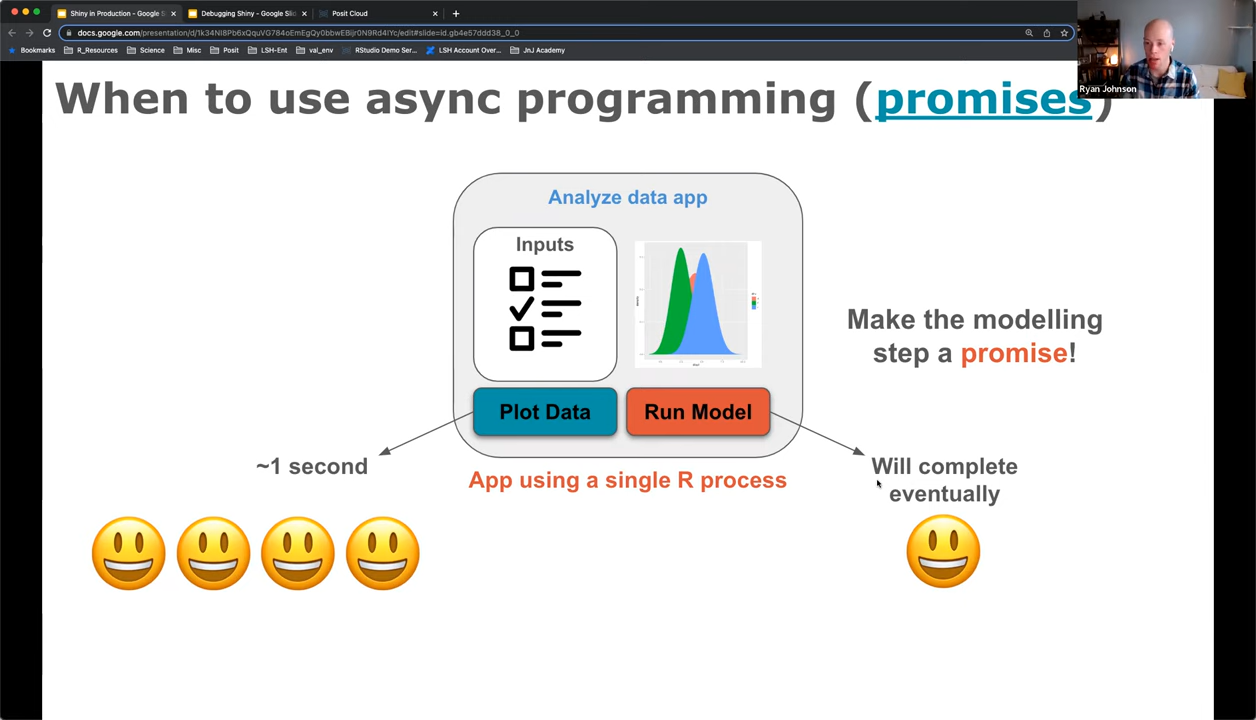 Shiny in Production - Google S
Debugging Shiny - Google Slid
Posit Cloud
Bookmarks
R_Resources
Science
Misc
Posit
LSH-Ent
val_env
RStudio Demo Ser...
LSH Account Over...
JnJ Academy
Ryan Johnson
When to use async programming (promises)
Analyze data app
Inputs
Make the modelling
step a promise!
Plot Data
Run Model
~1 second
App using a single R process
Will complete
eventually